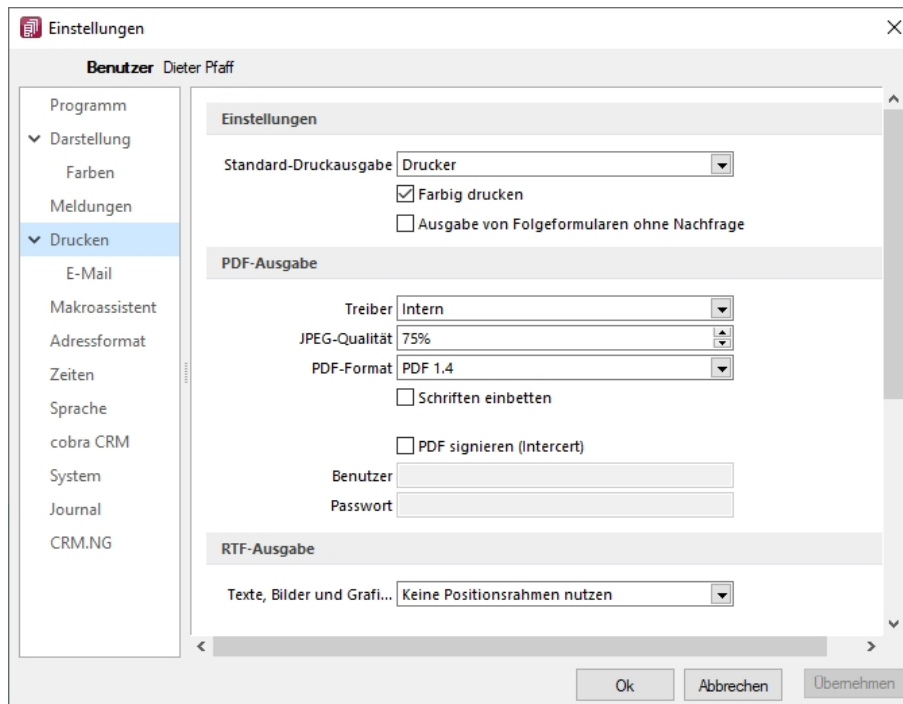 Einstellungen
Benutzer Dieter Pfaff
Programm
Darstellung
Farben
Meldungen
Drucken
E-Mail
Makroassistent
Adressformat
Zeiten
Sprache
cobra CRM
System
Journal
CRM.NG
Einstellungen
Standard-Druckausgabe Drucker
Farbig drucken
Ausgabe von Folgeformularen ohne Nachfrage
PDF-Ausgabe
Treiber Intern
JPEG-Qualität 75%
PDF-Format PDF 1.4
Schriften einbetten
PDF signieren (Intercert)
Benutzer
Passwort
RTF-Ausgabe
Texte, Bilder und Grafi... Keine Positionsrahmen nutzen
Ok Abbrechen Übernehmen